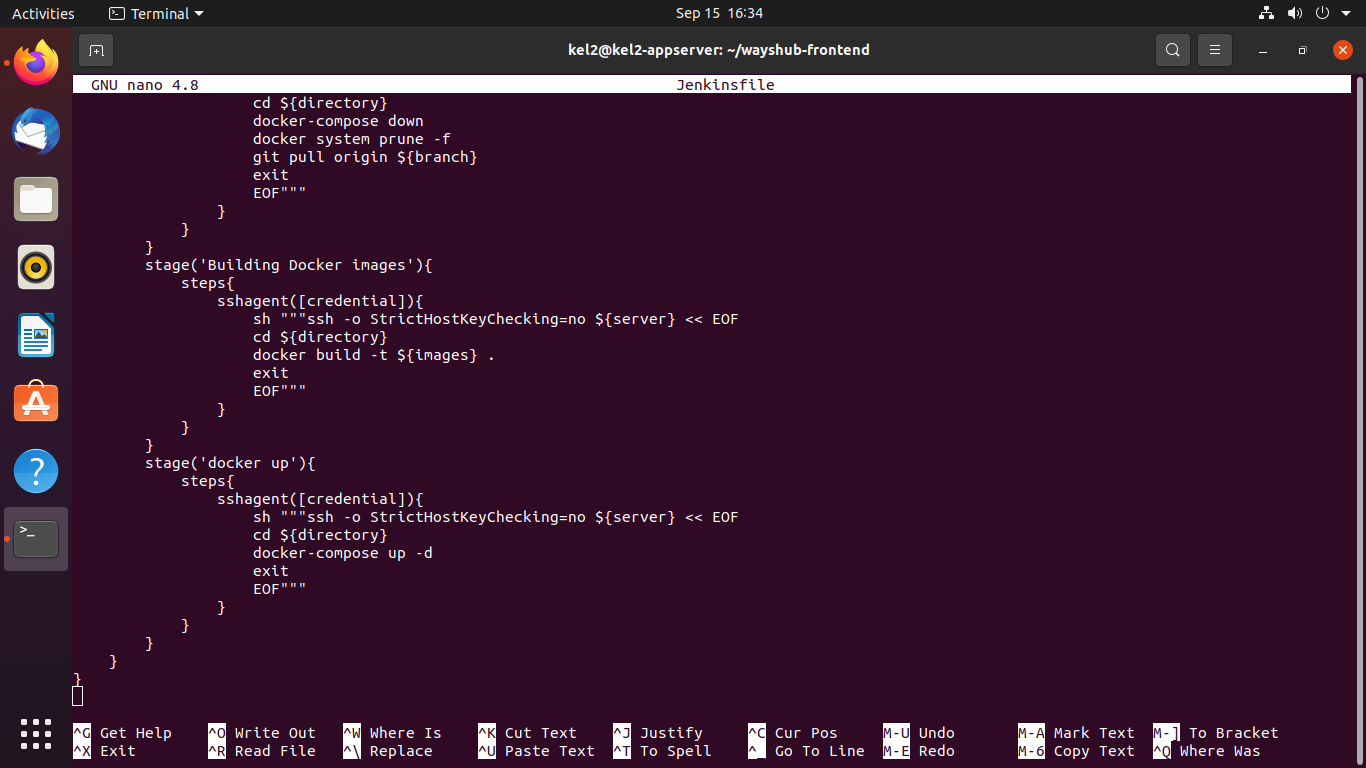 Activities Terminal Sep 15 16:34
kel2@kel2-appserver: ~/wayshub-frontend
GNU nano 4.8 Jenkinsfile
cd ${directory}
docker-compose down
docker system prune -f
git pull origin ${branch}
exit
EOF"""
}
}
}
stage('Building Docker images'){
steps{
sshagent([credential]){
sh """ssh -o StrictHostKeyChecking=no ${server} << EOF
cd ${directory}
docker build -t ${images} .
exit
EOF"""
}
}
}
stage('docker up'){
steps{
sshagent([credential]){
sh """ssh -o StrictHostKeyChecking=no ${server} << EOF
cd ${directory}
docker-compose up -d
exit
EOF"""
}
}
}
}
}
^G Get Help ^O Write Out ^W Where Is ^K Cut Text ^J Justify ^C Cur Pos M-U Undo M-A Mark Text M-] To Bracket
^X Exit ^R Read File ^\ Replace ^U Paste Text ^T To Spell ^_ Go To Line M-E Redo M-6 Copy Text ^Q Where Was